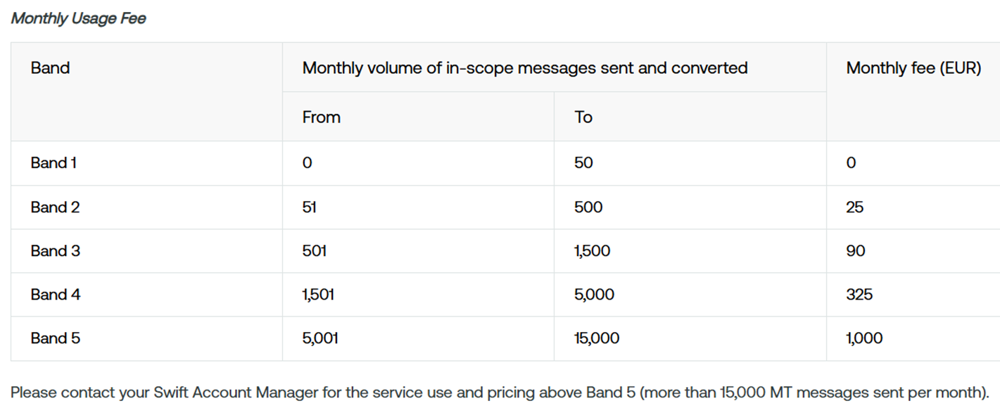 Monthly Usage Fee
Band Monthly volume of in-scope messages sent and converted Monthly fee (EUR)
From To
Band 1 0 50 0
Band 2 51 500 25
Band 3 501 1,500 90
Band 4 1,501 5,000 325
Band 5 5,001 15,000 1,000
Please contact your Swift Account Manager for the service use and pricing above Band 5 (more than 15,000 MT messages sent per month).